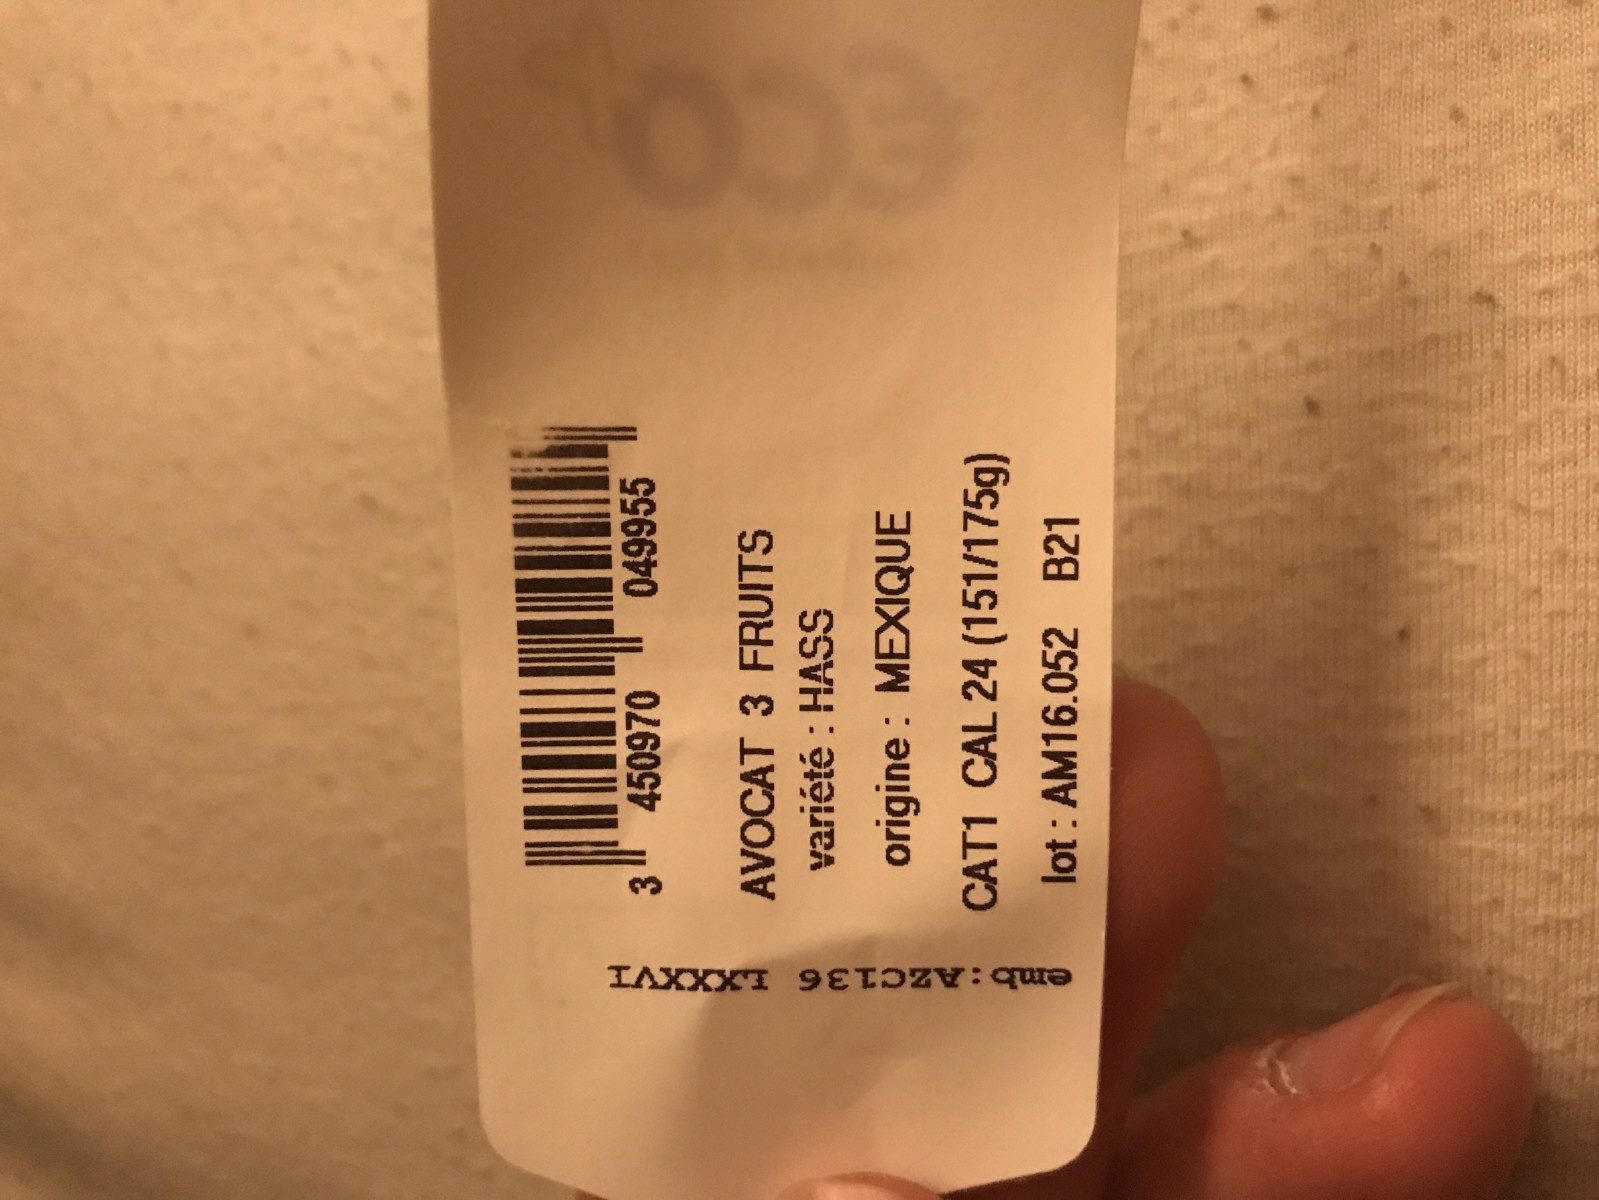 3 450970 049955
AVOCAT 3 FRUITS
variété : HASS
origine : MEXIQUE
CAT1 CAL 24 (151/175g)
lot : AM16.052 B21
emb:AZC136 LXXXVI